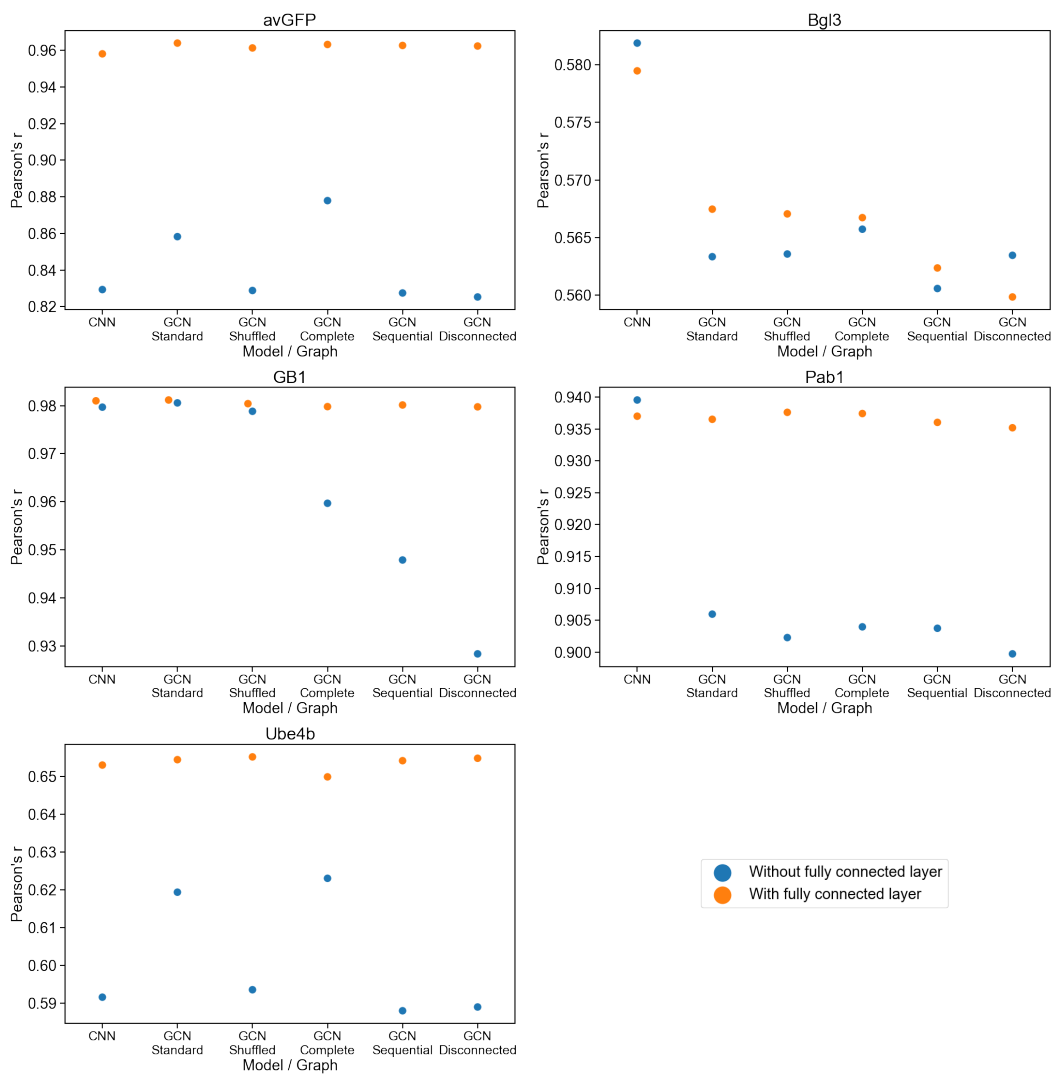 avGFP
Pearson's r
0.96
0.94
0.92
0.90
0.88
0.86
0.84
0.82
CNN
GCN
Standard
GCN
Shuffled
GCN
Complete
GCN
Sequential
GCN
Disconnected
Model / Graph
Bgl3
Pearson's r
0.580
0.575
0.570
0.565
0.560
CNN
GCN
Standard
GCN
Shuffled
GCN
Complete
GCN
Sequential
GCN
Disconnected
Model / Graph
GB1
Pearson's r
0.98
0.97
0.96
0.95
0.94
0.93
CNN
GCN
Standard
GCN
Shuffled
GCN
Complete
GCN
Sequential
GCN
Disconnected
Model / Graph
Pab1
Pearson's r
0.940
0.935
0.930
0.925
0.920
0.915
0.910
0.905
0.900
CNN
GCN
Standard
GCN
Shuffled
GCN
Complete
GCN
Sequential
GCN
Disconnected
Model / Graph
Ube4b
Pearson's r
0.65
0.64
0.63
0.62
0.61
0.60
0.59
CNN
GCN
Standard
GCN
Shuffled
GCN
Complete
GCN
Sequential
GCN
Disconnected
Model / Graph
Without fully connected layer
With fully connected layer